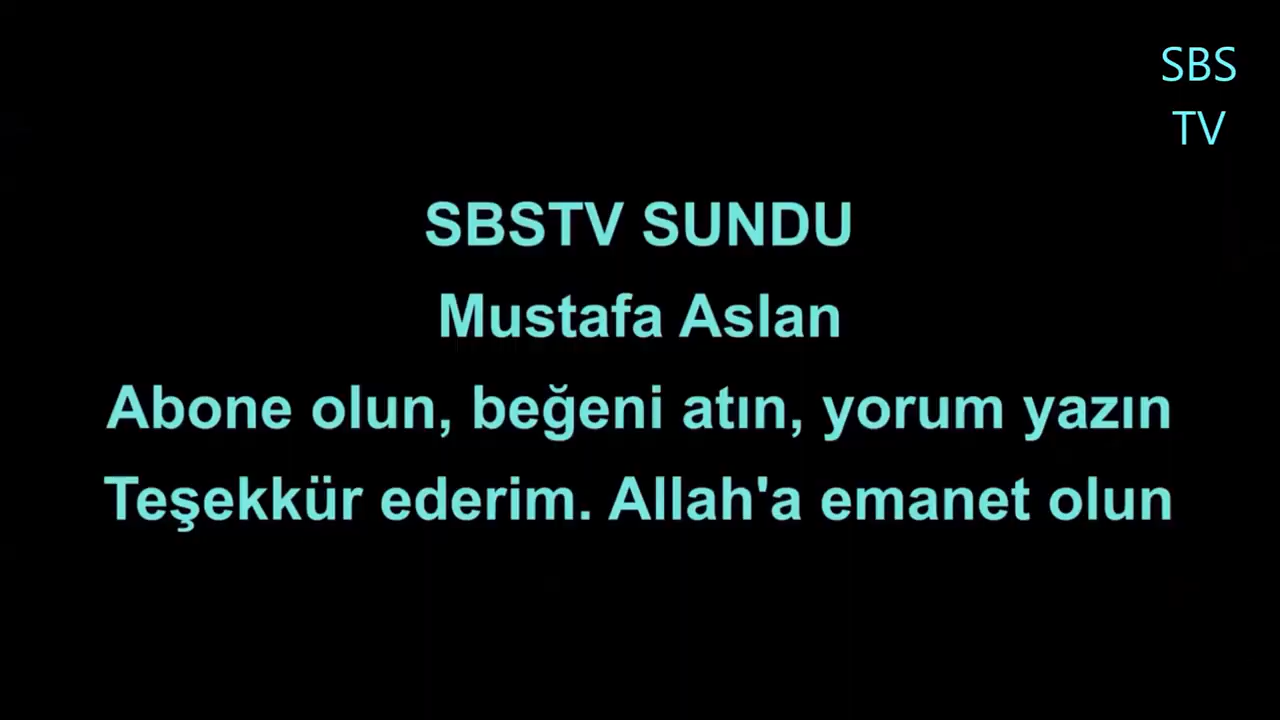 SBS
TV
SBSTV SUNDU
Mustafa Aslan
Abone olun, beğeni atın, yorum yazın
Teşekkür ederim. Allah'a emanet olun